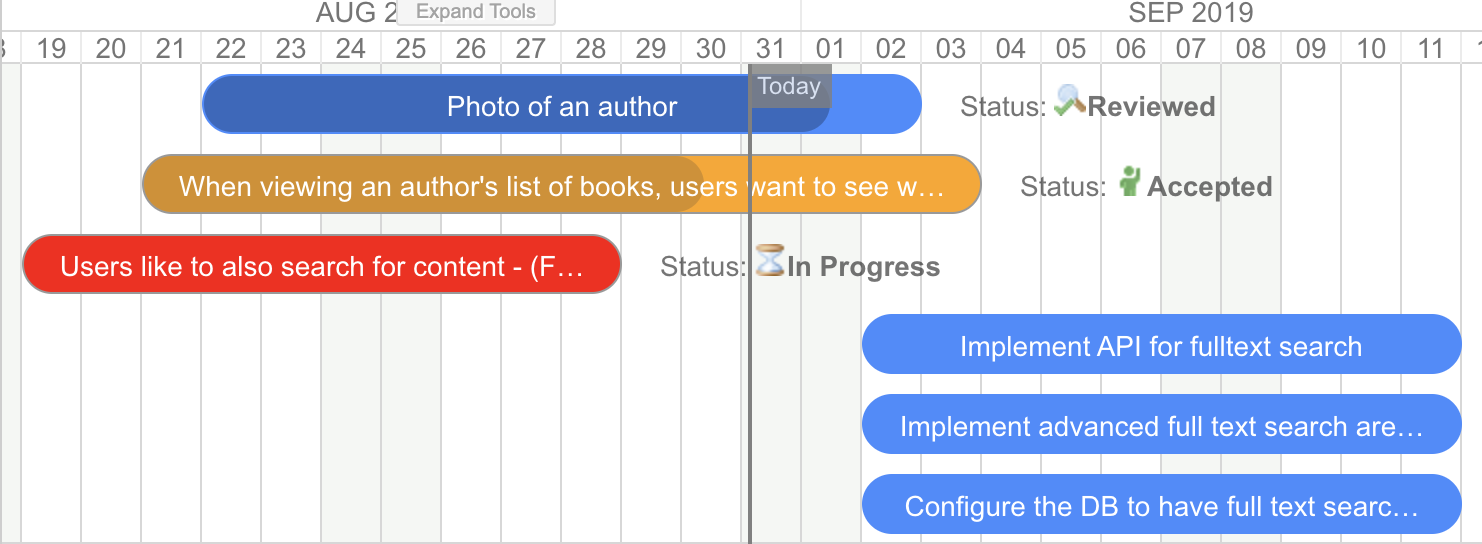 AUG 2
Expand Tools
SEP 2019
19 20 21 22 23 24 25 26 27 28 29 30 31 01 02 03 04 05 06 07 08 09 10 11
Today
Photo of an author
Status: Reviewed
When viewing an author's list of books, users want to see w…
Status: Accepted
Users like to also search for content - (F…
Status: In Progress
Implement API for fulltext search
Implement advanced full text search are…
Configure the DB to have full text searc…